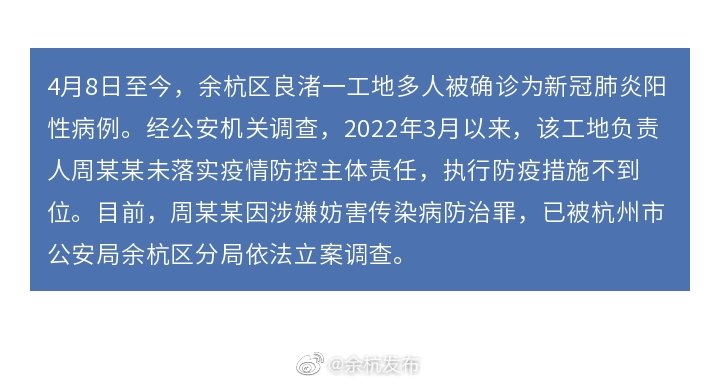 4月8日至今，余杭区良渚一工地多人被确诊为新冠肺炎阳
性病例。经公安机关调查，2022年3月以来，该工地负责
人周某某未落实疫情防控主体责任，执行防疫措施不到
位。目前，周某某因涉嫌妨害传染病防治罪，已被杭州市
公安局余杭区分局依法立案调查。
@余杭发布